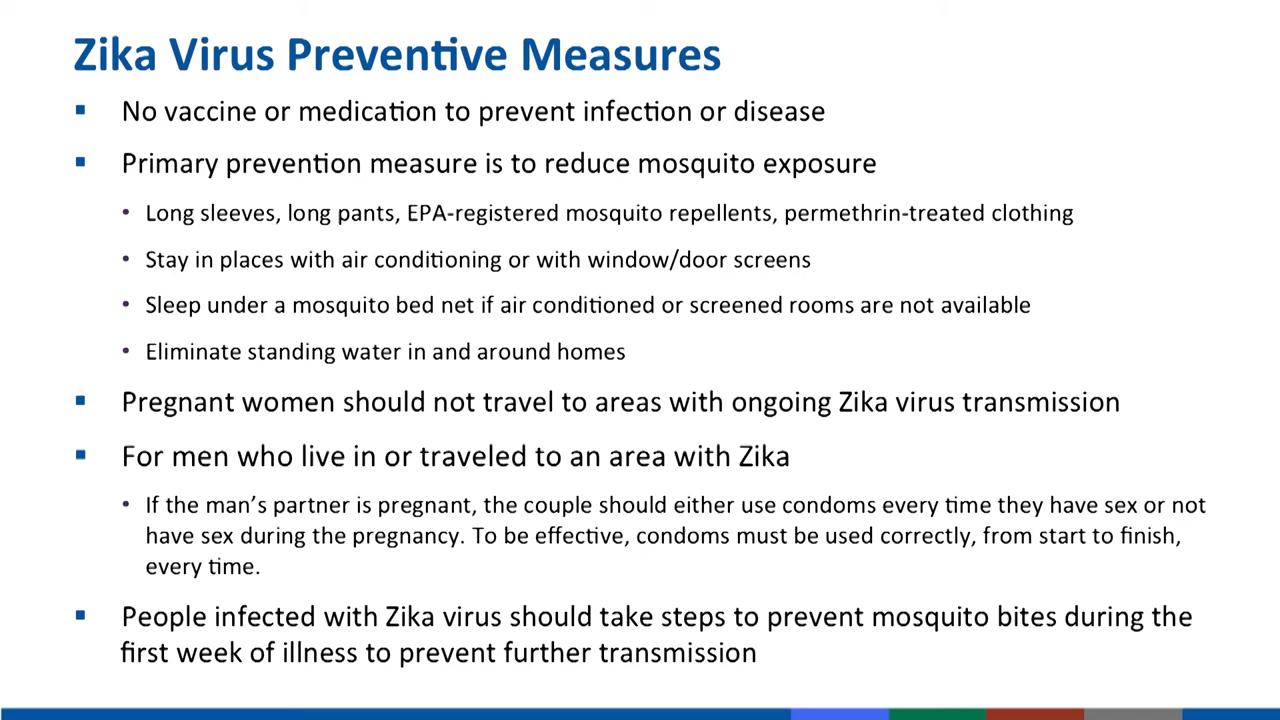 Zika Virus Preventive Measures
▪ No vaccine or medication to prevent infection or disease
▪ Primary prevention measure is to reduce mosquito exposure
• Long sleeves, long pants, EPA-registered mosquito repellents, permethrin-treated clothing
• Stay in places with air conditioning or with window/door screens
• Sleep under a mosquito bed net if air conditioned or screened rooms are not available
• Eliminate standing water in and around homes
▪ Pregnant women should not travel to areas with ongoing Zika virus transmission
▪ For men who live in or traveled to an area with Zika
• If the man’s partner is pregnant, the couple should either use condoms every time they have sex or not
have sex during the pregnancy. To be effective, condoms must be used correctly, from start to finish,
every time.
▪ People infected with Zika virus should take steps to prevent mosquito bites during the
first week of illness to prevent further transmission